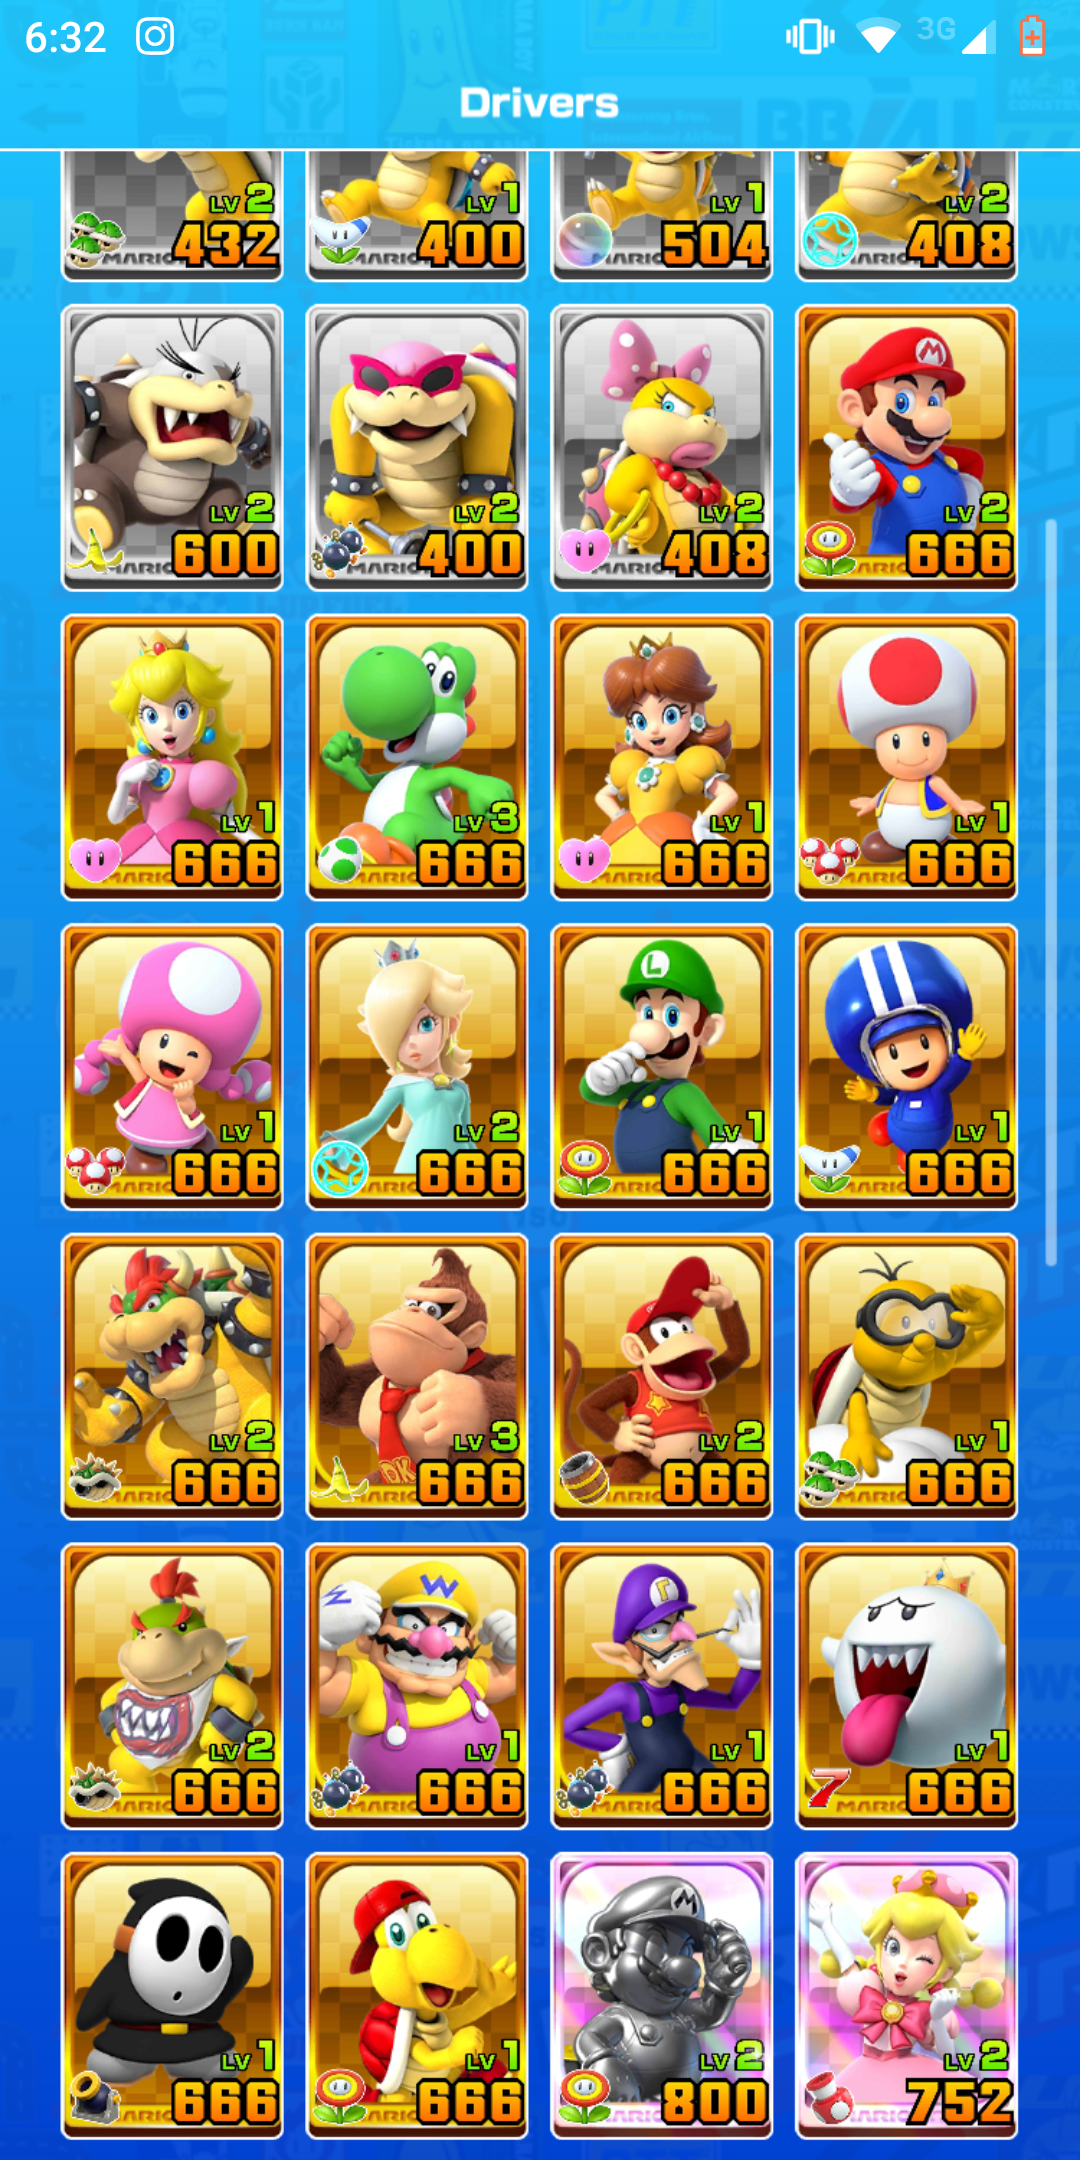 6:32
3G
Drivers
LV 2 LV 1 LV 1 LV 2
432 400 504 408
LV 2 LV 2 LV 2 LV 2
600 400 408 666
LV 1 LV 3 LV 1 LV 1
666 666 666 666
LV 1 LV 2 LV 1 LV 1
666 666 666 666
LV 2 LV 3 LV 2 LV 1
666 666 666 666
LV 2 LV 1 LV 1 LV 1
666 666 666 666
LV 1 LV 1 LV 2 LV 2
666 666 800 752